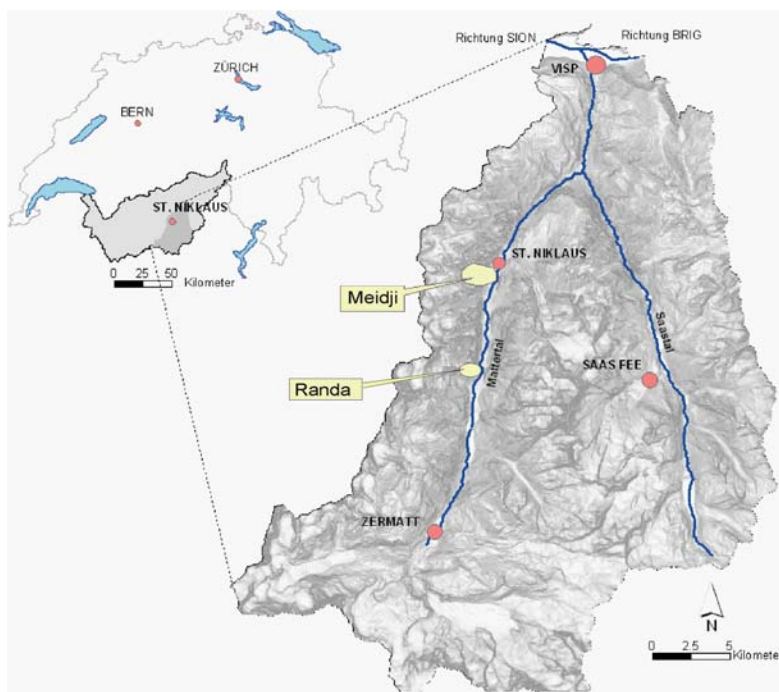 ZÜRICH
BERN
ST. NIKLAUS
0 25 50
Kilometer
Richtung SION
Richtung BRIG
VISP
ST. NIKLAUS
Meidji
Mattertal
Saastal
SAAS FEE
Randa
ZERMATT
N
0 2.5 5
Kilometer